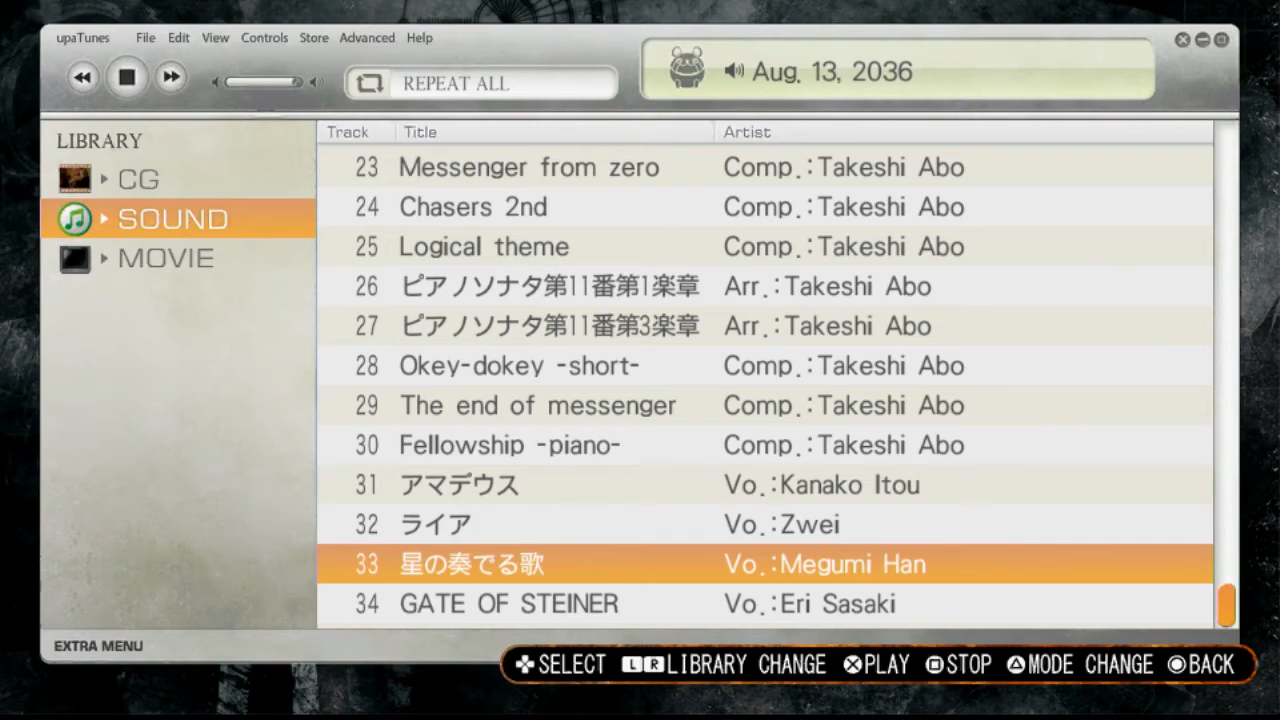 upaTunes File Edit View Controls Store Advanced Help
REPEAT ALL
Aug. 13, 2036
LIBRARY
CG
SOUND
MOVIE
Track Title Artist
23 Messenger from zero Comp.:Takeshi Abo
24 Chasers 2nd Comp.:Takeshi Abo
25 Logical theme Comp.:Takeshi Abo
26 ピアノソナタ第11番第1楽章 Arr.:Takeshi Abo
27 ピアノソナタ第11番第3楽章 Arr.:Takeshi Abo
28 Okey-dokey -short- Comp.:Takeshi Abo
29 The end of messenger Comp.:Takeshi Abo
30 Fellowship -piano- Comp.:Takeshi Abo
31 アマデウス Vo.:Kanako Itou
32 ライア Vo.:Zwei
33 星の奏でる歌 Vo.:Megumi Han
34 GATE OF STEINER Vo.:Eri Sasaki
EXTRA MENU
SELECT L R LIBRARY CHANGE PLAY STOP MODE CHANGE BACK